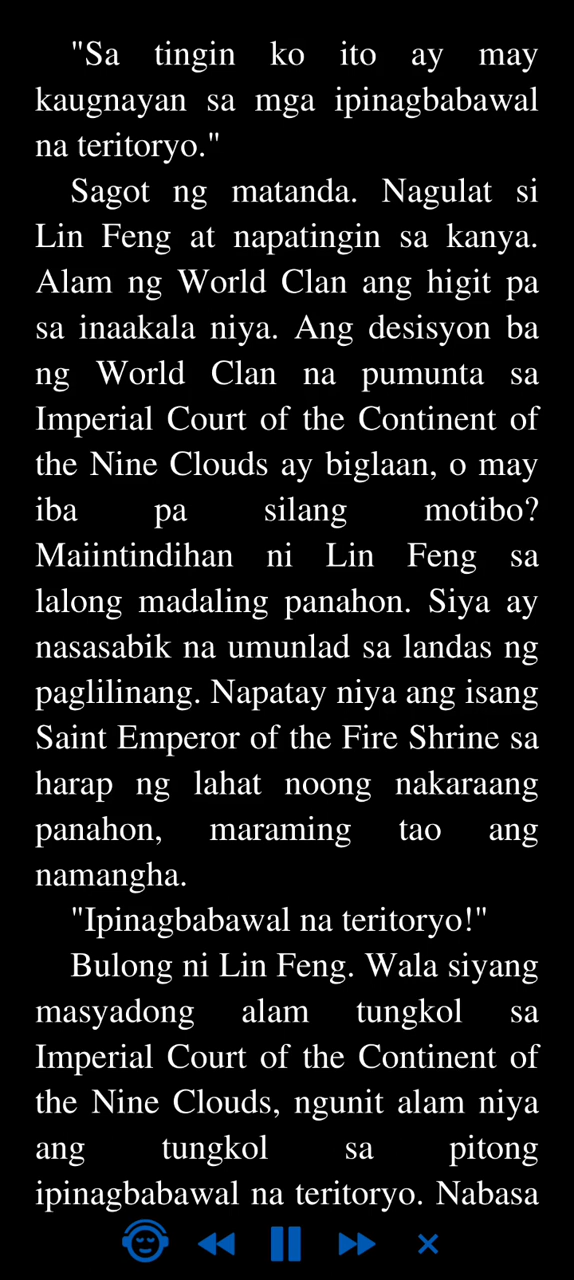 "Sa tingin ko ito ay may
kaugnayan sa mga ipinagbabawal
na teritoryo."
Sagot ng matanda. Nagulat si
Lin Feng at napatingin sa kanya.
Alam ng World Clan ang higit pa
sa inaakala niya. Ang desisyon ba
ng World Clan na pumunta sa
Imperial Court of the Continent of
the Nine Clouds ay biglaan, o may
iba pa silang motibo?
Maiintindihan ni Lin Feng sa
lalong madaling panahon. Siya ay
nasasabik na umunlad sa landas ng
paglilinang. Napatay niya ang isang
Saint Emperor of the Fire Shrine sa
harap ng lahat noong nakaraang
panahon, maraming tao ang
namangha.
"Ipinagbabawal na teritoryo!"
Bulong ni Lin Feng. Wala siyang
masyadong alam tungkol sa
Imperial Court of the Continent of
the Nine Clouds, ngunit alam niya
ang tungkol sa pitong
ipinagbabawal na teritoryo. Nabasa